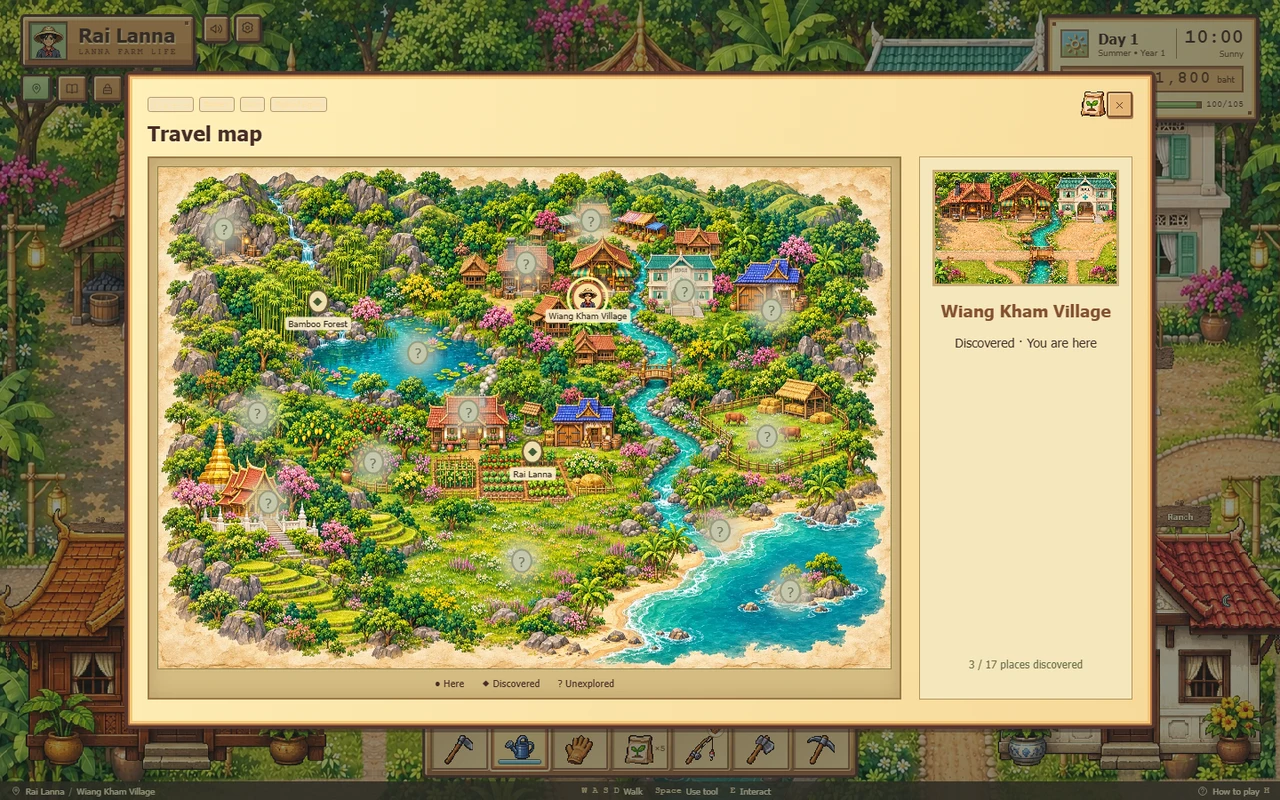 Rai Lanna
LANNA FARM LIFE
Day 1
Summer • Year 1
10:00
Sunny
1,800 baht
100/105
Travel map
Bamboo Forest
Wiang Kham Village
Rai Lanna
• Here
◆ Discovered
? Unexplored
Wiang Kham Village
Discovered · You are here
3 / 17 places discovered
Ranch
×5
Rai Lanna / Wiang Kham Village
W A S D Walk
Space Use tool
E Interact
How to play H